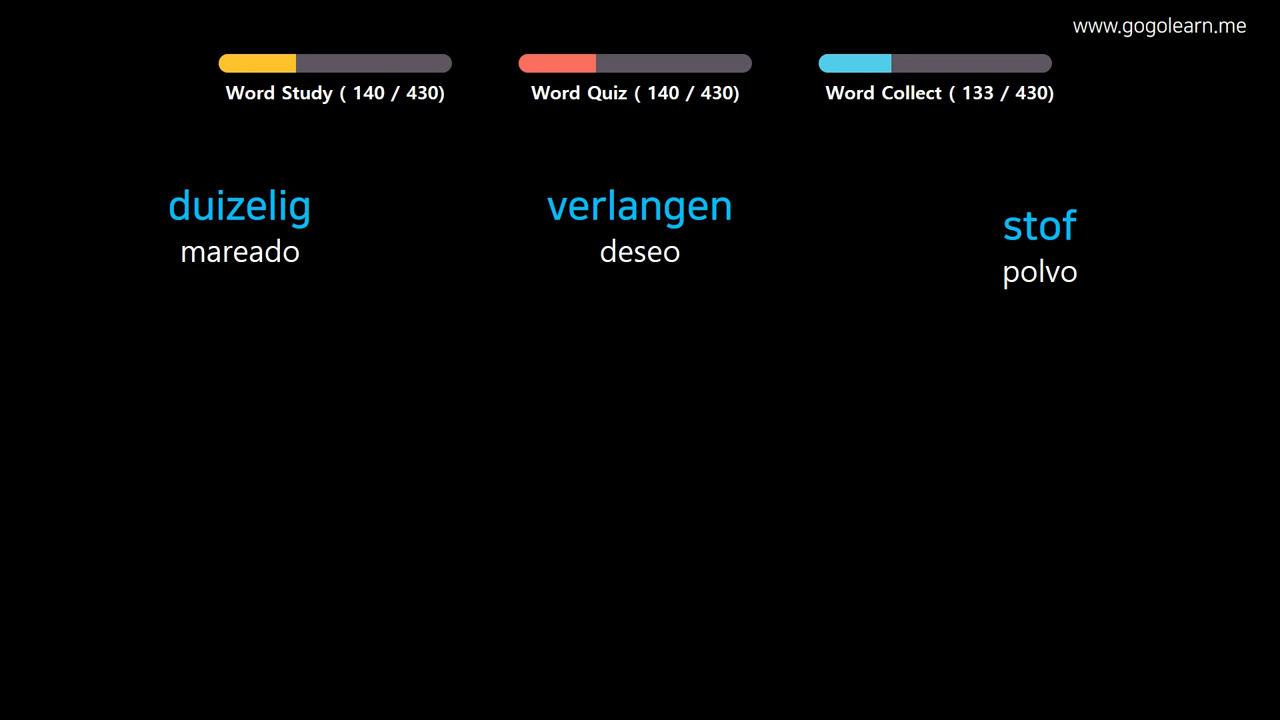 www.gogolearn.me
Word Study ( 140 / 430)
Word Quiz ( 140 / 430)
Word Collect ( 133 / 430)
duizelig
mareado
verlangen
deseo
stof
polvo